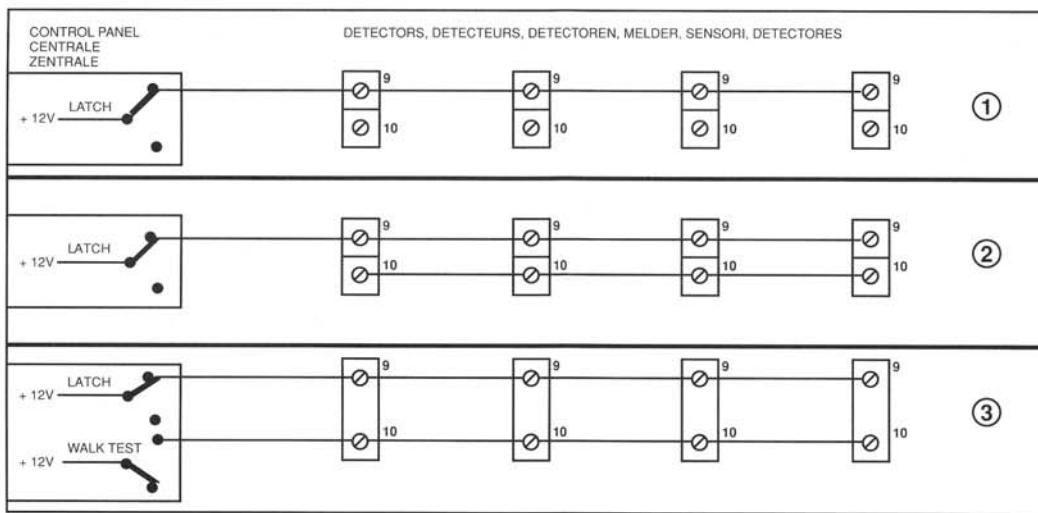 CONTROL PANEL
CENTRALE
ZENTRALE
DETECTORS, DETECTEURS, DETECTOREN, MELDER, SENSORI, DETECTORES
LATCH
+ 12V
9 9 9 9
10 10 10 10
1
LATCH
+ 12V
9 9 9 9
10 10 10 10
2
LATCH
+ 12V
WALK TEST
+ 12V
9 9 9 9
10 10 10 10
3